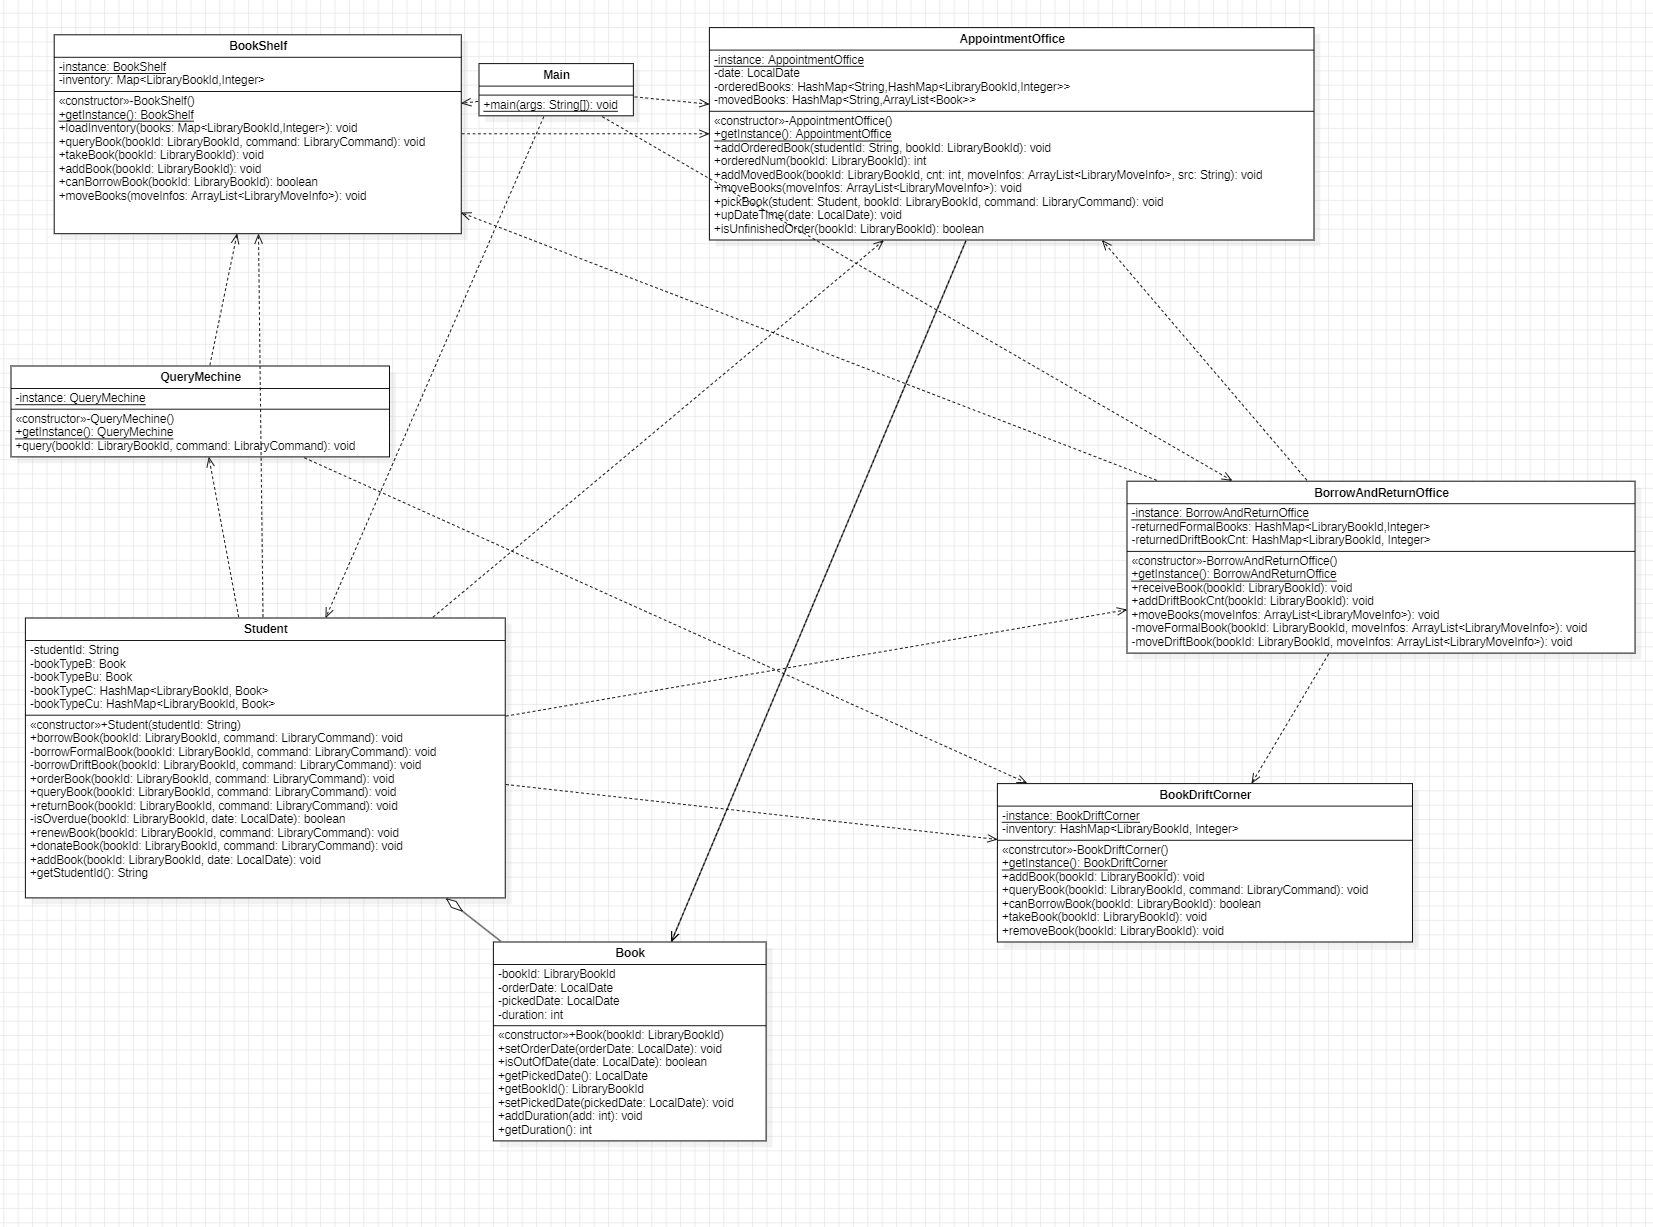 BookShelf
-instance: BookShelf
-inventory: Map<LibraryBookId,Integer>
«constructor»-BookShelf()
+getInstance(): BookShelf
+loadInventory(books: Map<LibraryBookId,Integer>): void
+queryBook(bookId: LibraryBookId, command: LibraryCommand): void
+takeBook(bookId: LibraryBookId): void
+addBook(bookId: LibraryBookId): void
+canBorrowBook(bookId: LibraryBookId): boolean
+moveBooks(moveInfos: ArrayList<LibraryMoveInfo>): void
Main
+main(args: String[]): void
AppointmentOffice
-instance: AppointmentOffice
-date: LocalDate
-orderedBooks: HashMap<String,HashMap<LibraryBookId,Integer>>
-movedBooks: HashMap<String,ArrayList<Book>>
«constructor»-AppointmentOffice()
+getInstance(): AppointmentOffice
+addOrderedBook(studentId: String, bookId: LibraryBookId): void
+orderedNum(bookId: LibraryBookId): int
+addMovedBook(bookId: LibraryBookId, cnt: int, moveInfos: ArrayList<LibraryMoveInfo>, src: String): void
+moveBooks(moveInfos: ArrayList<LibraryMoveInfo>): void
+pickBook(student: Student, bookId: LibraryBookId, command: LibraryCommand): void
+upDateTime(date: LocalDate): void
+isUnfinishedOrder(bookId: LibraryBookId): boolean
QueryMechine
-instance: QueryMechine
«constructor»-QueryMechine()
+getInstance(): QueryMechine
+query(bookId: LibraryBookId, command: LibraryCommand): void
BorrowAndReturnOffice
-instance: BorrowAndReturnOffice
-returnedFormalBooks: HashMap<LibraryBookId,Integer>
-returnedDriftBookCnt: HashMap<LibraryBookId, Integer>
«constructor»-BorrowAndReturnOffice()
+getInstance(): BorrowAndReturnOffice
+receiveBook(bookId: LibraryBookId): void
+addDriftBookCnt(bookId: LibraryBookId): void
+moveBooks(moveInfos: ArrayList<LibraryMoveInfo>): void
-moveFormalBook(bookId: LibraryBookId, moveInfos: ArrayList<LibraryMoveInfo>): void
-moveDriftBook(bookId: LibraryBookId, moveInfos: ArrayList<LibraryMoveInfo>): void
Student
-studentId: String
-bookTypeB: Book
-bookTypeBu: Book
-bookTypeC: HashMap<LibraryBookId, Book>
-bookTypeCu: HashMap<LibraryBookId, Book>
«constructor»+Student(studentId: String)
+borrowBook(bookId: LibraryBookId, command: LibraryCommand): void
-borrowFormalBook(bookId: LibraryBookId, command: LibraryCommand): void
-borrowDriftBook(bookId: LibraryBookId, command: LibraryCommand): void
+orderBook(bookId: LibraryBookId, command: LibraryCommand): void
+queryBook(bookId: LibraryBookId, command: LibraryCommand): void
+returnBook(bookId: LibraryBookId, command: LibraryCommand): void
-isOverdue(bookId: LibraryBookId, date: LocalDate): boolean
+renewBook(bookId: LibraryBookId, command: LibraryCommand): void
+donateBook(bookId: LibraryBookId, command: LibraryCommand): void
+addBook(bookId: LibraryBookId, date: LocalDate): void
+getStudentId(): String
BookDriftCorner
-instance: BookDriftCorner
-inventory: HashMap<LibraryBookId, Integer>
«constrcutor»-BookDriftCorner()
+getInstance(): BookDriftCorner
+addBook(bookId: LibraryBookId): void
+queryBook(bookId: LibraryBookId, command: LibraryCommand): void
+canBorrowBook(bookId: LibraryBookId): boolean
+takeBook(bookId: LibraryBookId): void
+removeBook(bookId: LibraryBookId): void
Book
-bookId: LibraryBookId
-orderDate: LocalDate
-pickedDate: LocalDate
-duration: int
«constructor»+Book(bookId: LibraryBookId)
+setOrderDate(orderDate: LocalDate): void
+isOutOfDate(date: LocalDate): boolean
+getPickedDate(): LocalDate
+getBookId(): LibraryBookId
+setPickedDate(pickedDate: LocalDate): void
+addDuration(add: int): void
+getDuration(): int